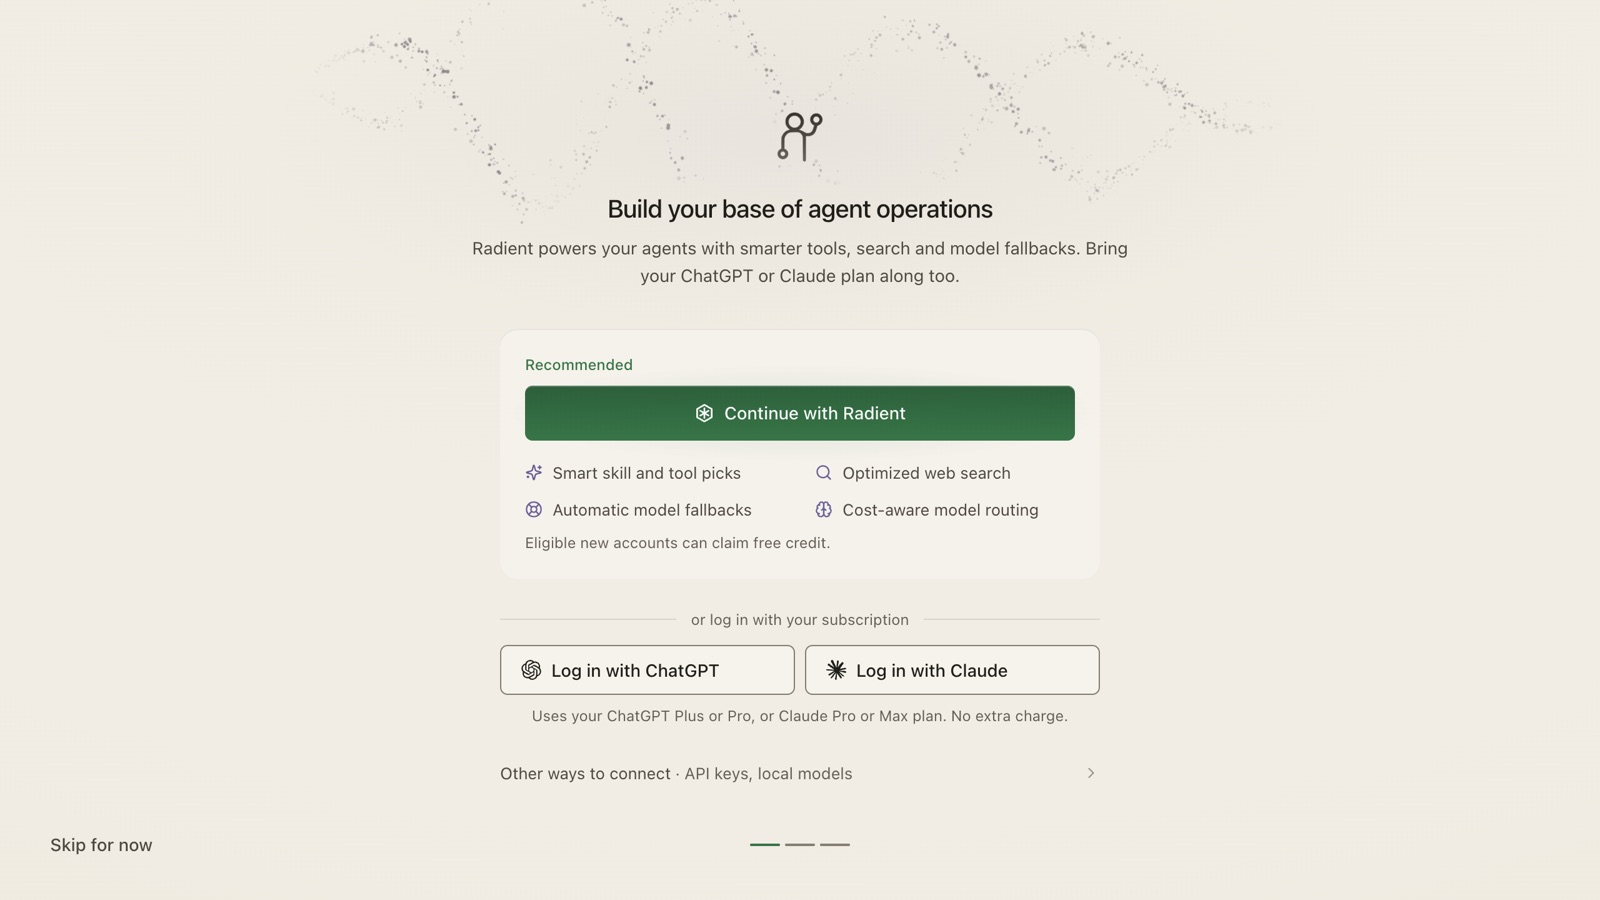 Build your base of agent operations
Radient powers your agents with smarter tools, search and model fallbacks. Bring
your ChatGPT or Claude plan along too.
Recommended
Continue with Radient
Smart skill and tool picks
Optimized web search
Automatic model fallbacks
Cost-aware model routing
Eligible new accounts can claim free credit.
or log in with your subscription
Log in with ChatGPT
Log in with Claude
Uses your ChatGPT Plus or Pro, or Claude Pro or Max plan. No extra charge.
Other ways to connect · API keys, local models
Skip for now